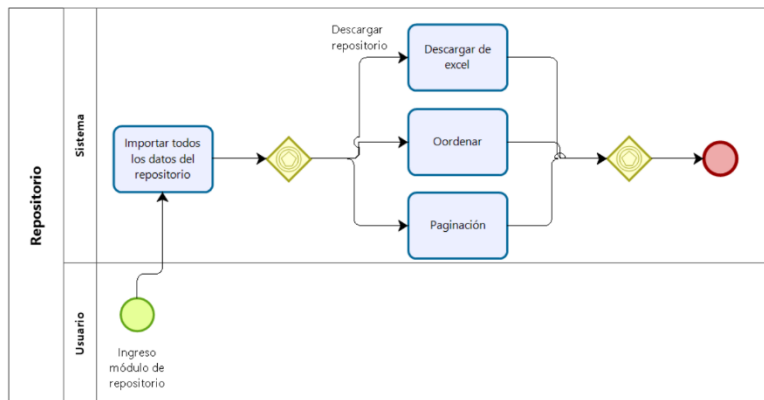 Repositorio
Sistema
Usuario
Descargar
repositorio
Descargar de
excel
Importar todos
los datos del
repositorio
Oordenar
Paginación
Ingreso
módulo de
repositorio